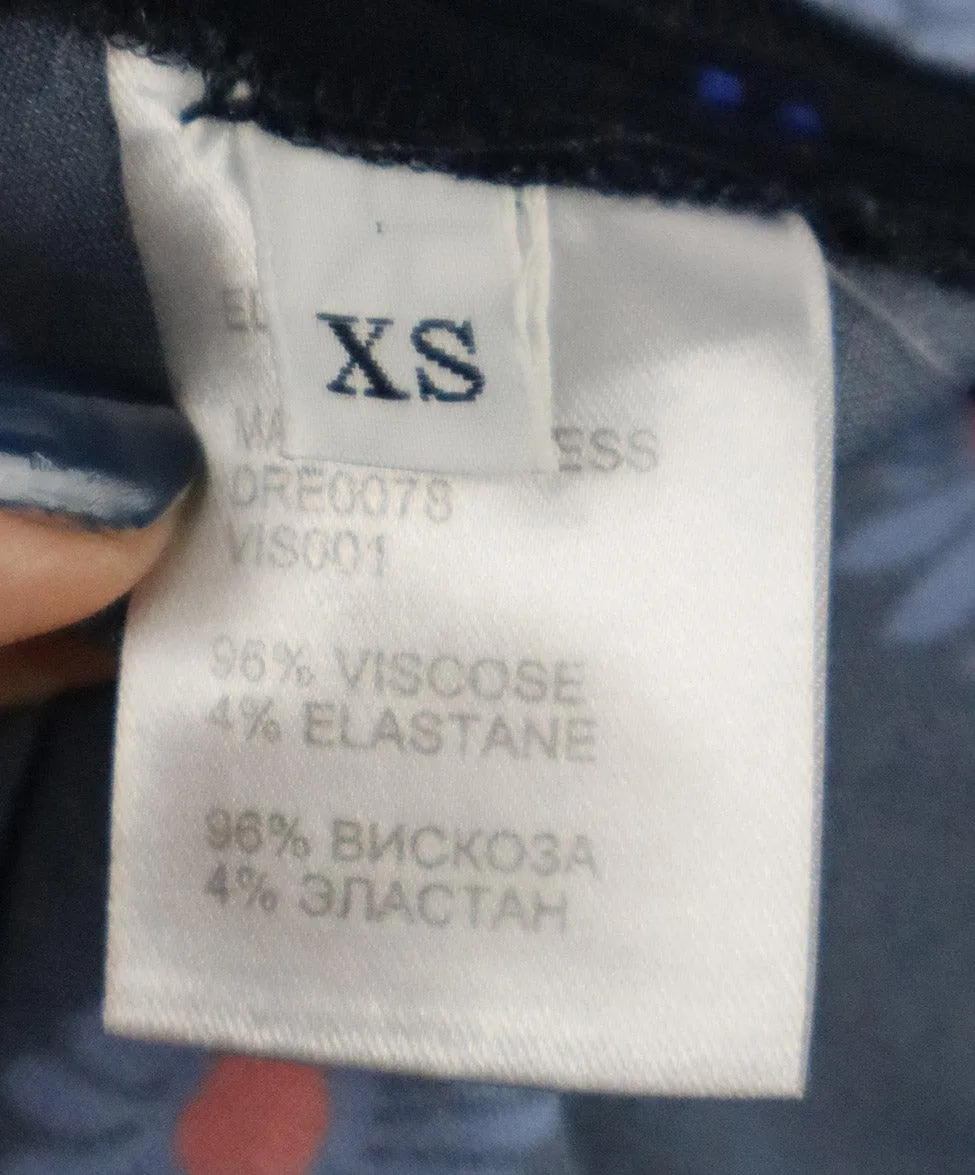 XS
DRE0078
VIS001
96% VISCOSE
4% ELASTANE
96% ВИСКОЗА
4% ЭЛАСТАН